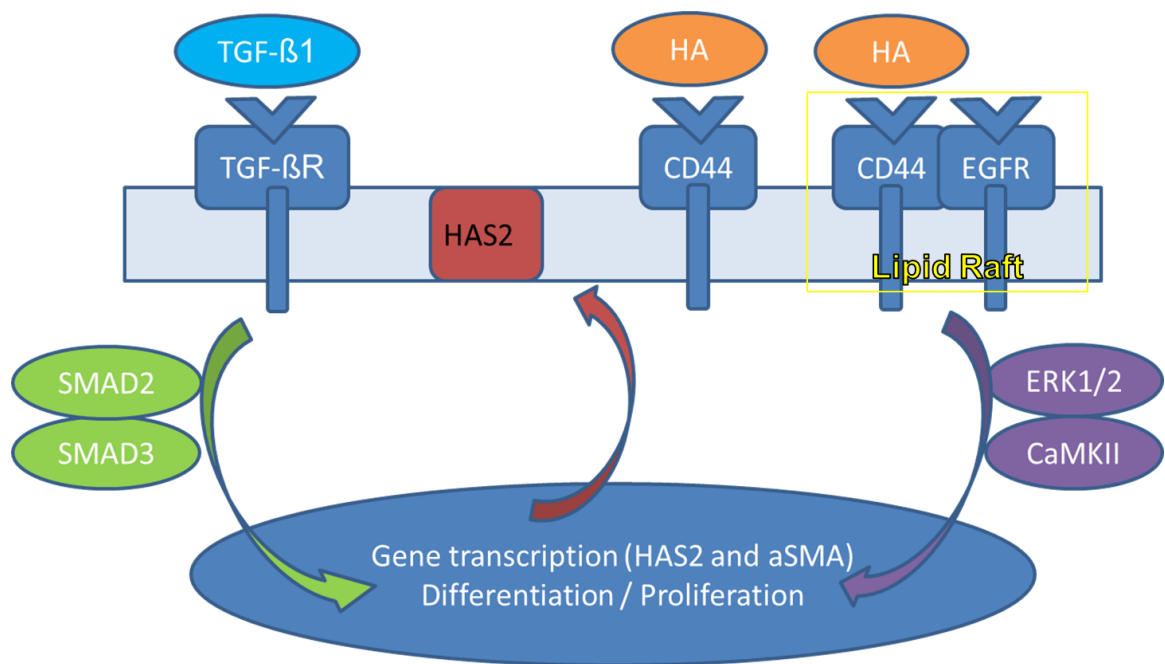 TGF-ß1
HA
HA
TGF-ßR
CD44
CD44
EGFR
HAS2
Lipid Raft
SMAD2
SMAD3
ERK1/2
CaMKII
Gene transcription (HAS2 and aSMA)
Differentiation / Proliferation